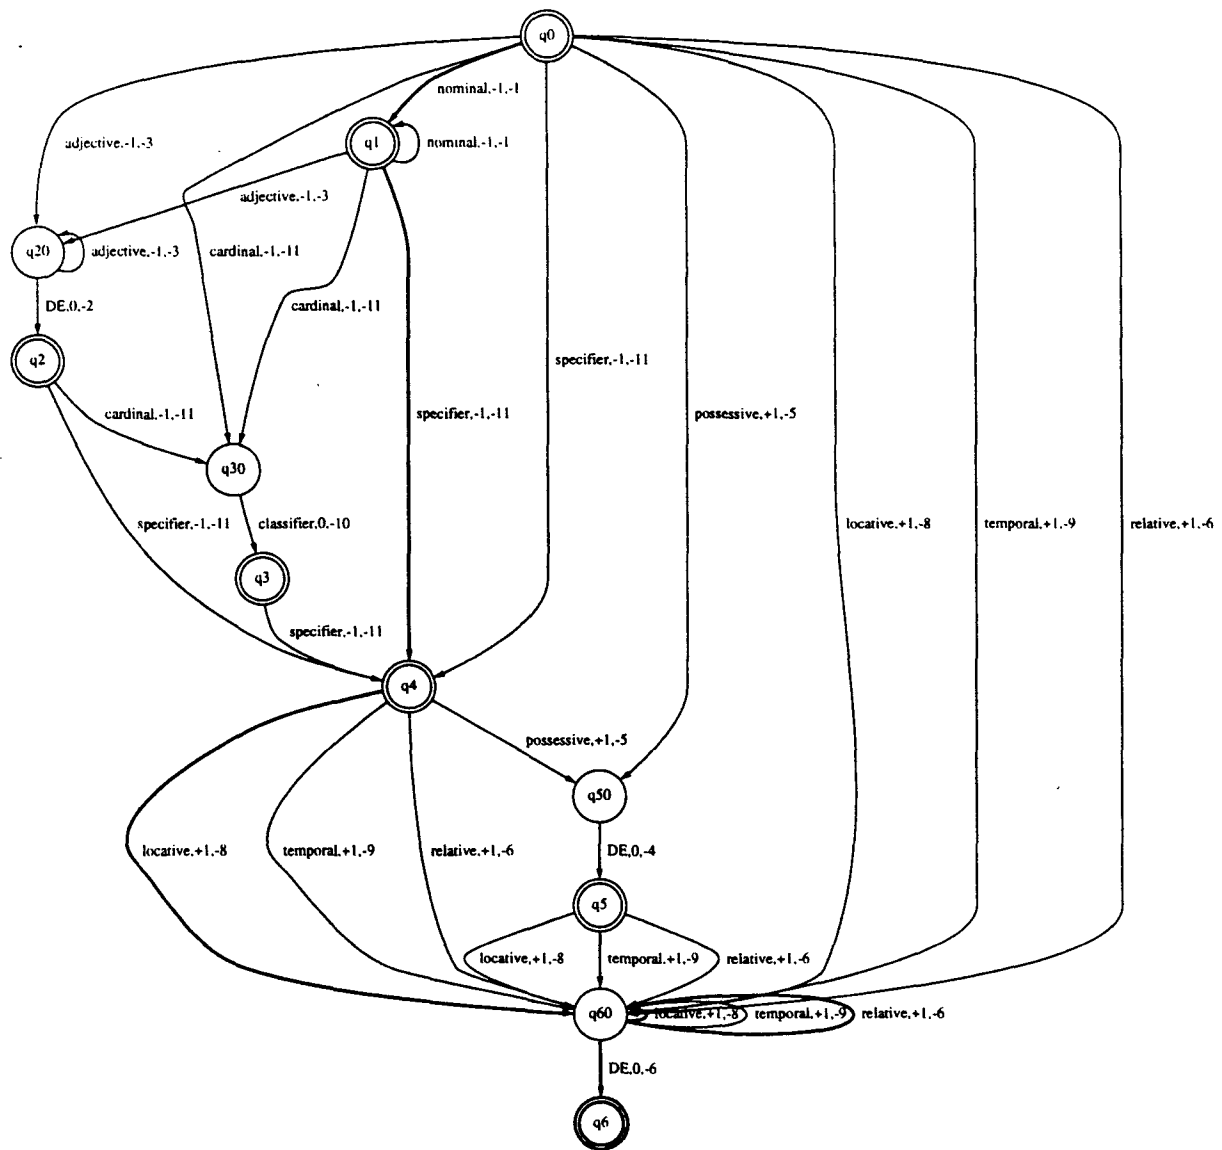 q0
nominal,-1,-1
adjective,-1,-3
q1
nominal,-1,-1
adjective,-1,-3
q20
adjective,-1,-3
cardinal,-1,-11
DE,0,-2
cardinal,-1,-11
q2
specifier,-1,-11
cardinal,-1,-11
specifier,-1,-11
possessive,+1,-5
q30
specifier,-1,-11
classifier,0,-10
locative,+1,-8
temporal,+1,-9
relative,+1,-6
q3
specifier,-1,-11
q4
possessive,+1,-5
q50
locative,+1,-8
temporal,+1,-9
relative,+1,-6
DE,0,-4
q5
locative,+1,-8
temporal,+1,-9
relative,+1,-6
q60
locative,+1,-8
temporal,+1,-9
relative,+1,-6
DE,0,-6
q6